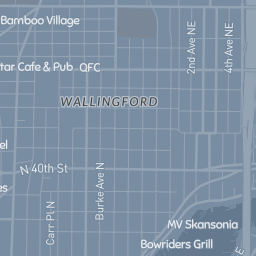 Bamboo Village
tar Cafe & Pub
QFC
2nd Ave NE
4th Ave NE
WALLINGFORD
el
N 40th St
es
Carr Pl N
Burke Ave N
MV Skansonia
Bowriders Grill
E